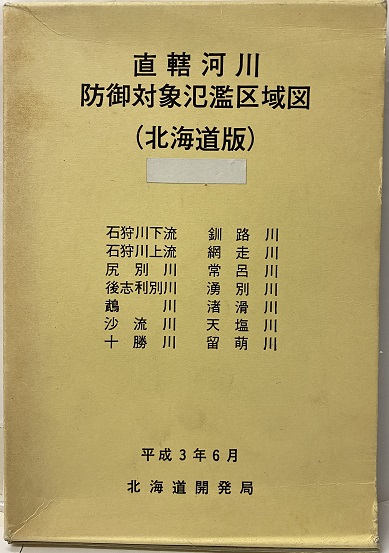 直轄河川
防御対象氾濫区域図
(北海道版)
石狩川下流 釧路川
石狩川上流 網走川
尻別川 常呂川
後志利別川 湧別川
鵡川 渚滑川
沙流川 天塩川
十勝川 留萌川
平成3年6月
北海道開発局